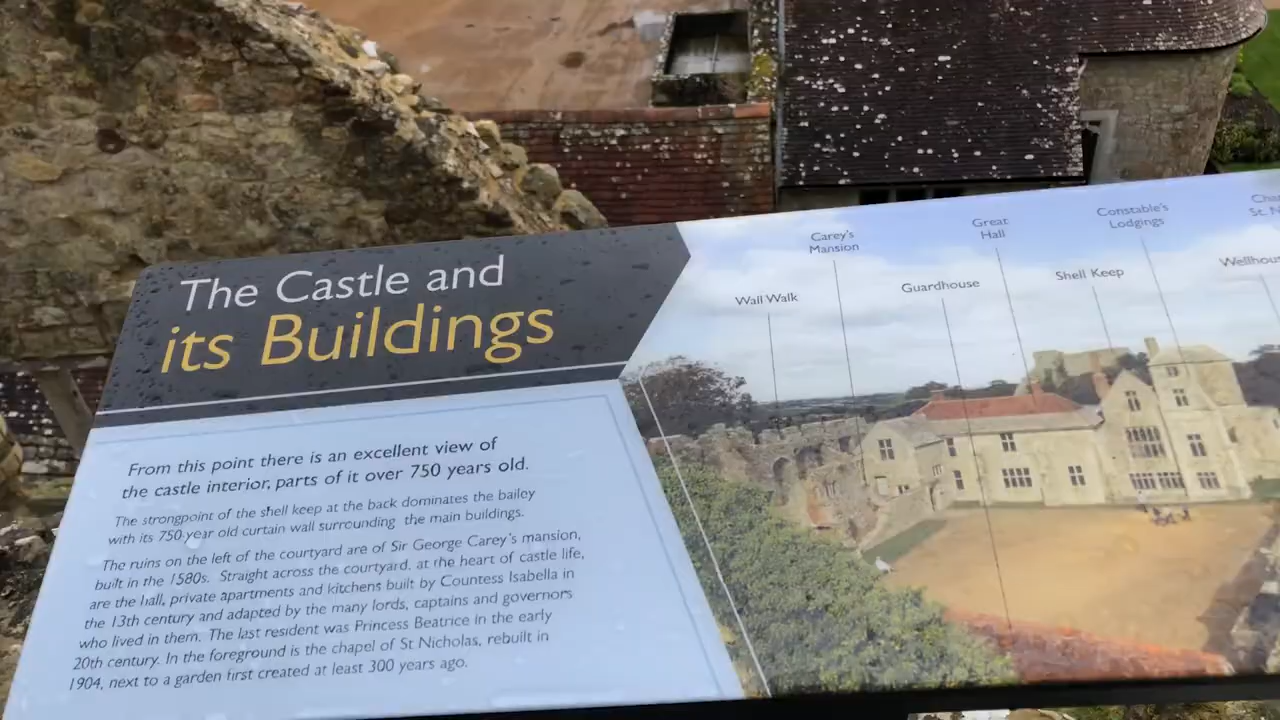 The Castle and
its Buildings
From this point there is an excellent view of
the castle interior, parts of it over 750 years old.
The strongpoint of the shell keep at the back dominates the bailey
with its 750 year old curtain wall surrounding the main buildings.
The ruins on the left of the courtyard are of Sir George Carey's mansion,
built in the 1580s. Straight across the courtyard, at the heart of castle life,
are the hall, private apartments and kitchens built by Countess Isabella in
the 13th century and adapted by the many lords, captains and governors
who lived in them. The last resident was Princess Beatrice in the early
20th century. In the foreground is the chapel of St Nicholas, rebuilt in
1904, next to a garden first created at least 300 years ago.
Wall Walk
Carey's
Mansion
Guardhouse
Great
Hall
Shell Keep
Constable's
Lodgings
St.